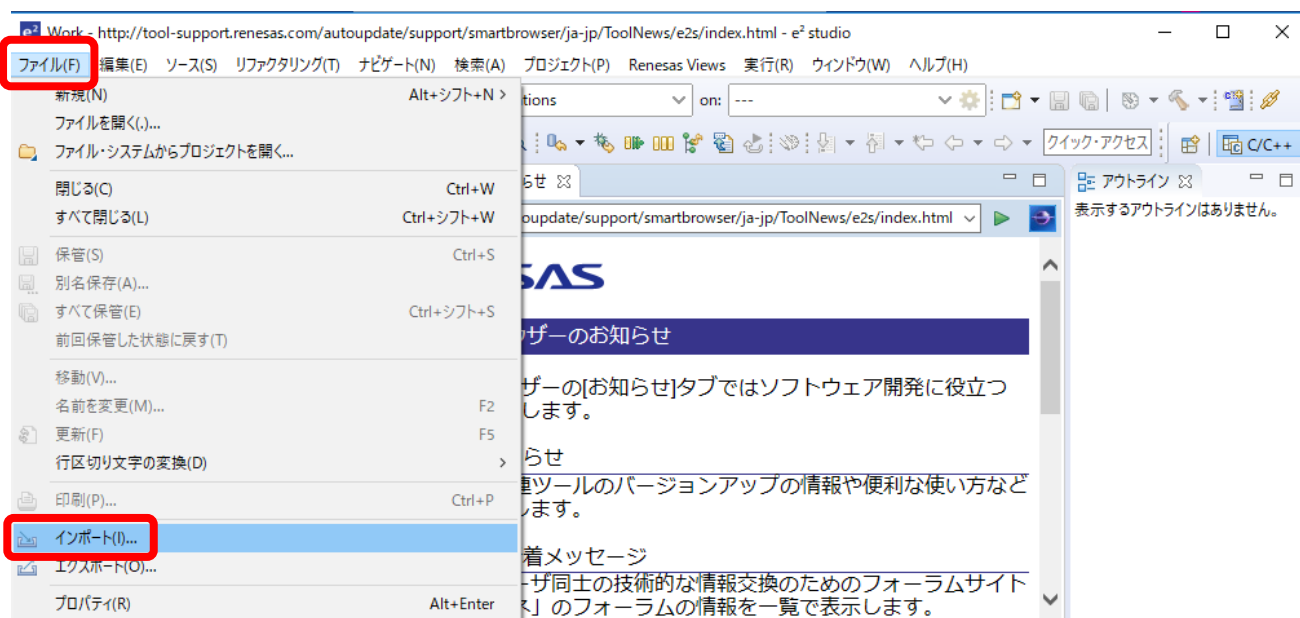 Work - http://tool-support.renesas.com/autoupdate/support/smartbrowser/ja-jp/ToolNews/e2s/index.html - e² studio
ファイル(F) 編集(E) ソース(S) リファクタリング(T) ナビゲート(N) 検索(A) プロジェクト(P) Renesas Views 実行(R) ウィンドウ(W) ヘルプ(H)
新規(N) Alt+シフト+N >
tions on: ---
ファイルを開く(.)...
ファイル・システムからプロジェクトを開く...
クイック・アクセス C/C++
閉じる(C) Ctrl+W
らせ アウトライン
すべて閉じる(L) Ctrl+シフト+W
oupdate/support/smartbrowser/ja-jp/ToolNews/e2s/index.html
表示するアウトラインはありません。
保管(S) Ctrl+S
別名保存(A)...
SAS
すべて保管(E) Ctrl+シフト+S
前回保管した状態に戻す(T)
ザーのお知らせ
移動(V)...
ザーの[お知らせ]タブではソフトウェア開発に役立つ
名前を変更(M)... F2
します。
更新(F) F5
行区切り文字の変換(D) >
らせ
連ツールのバージョンアップの情報や便利な使い方など
印刷(P)... Ctrl+P
します。
インポート(I)...
着メッセージ
エクスポート(O)...
ーザ同士の技術的な情報交換のためのフォーラムサイト
プロパティ(R) Alt+Enter
ス」のフォーラムの情報を一覧で表示します。